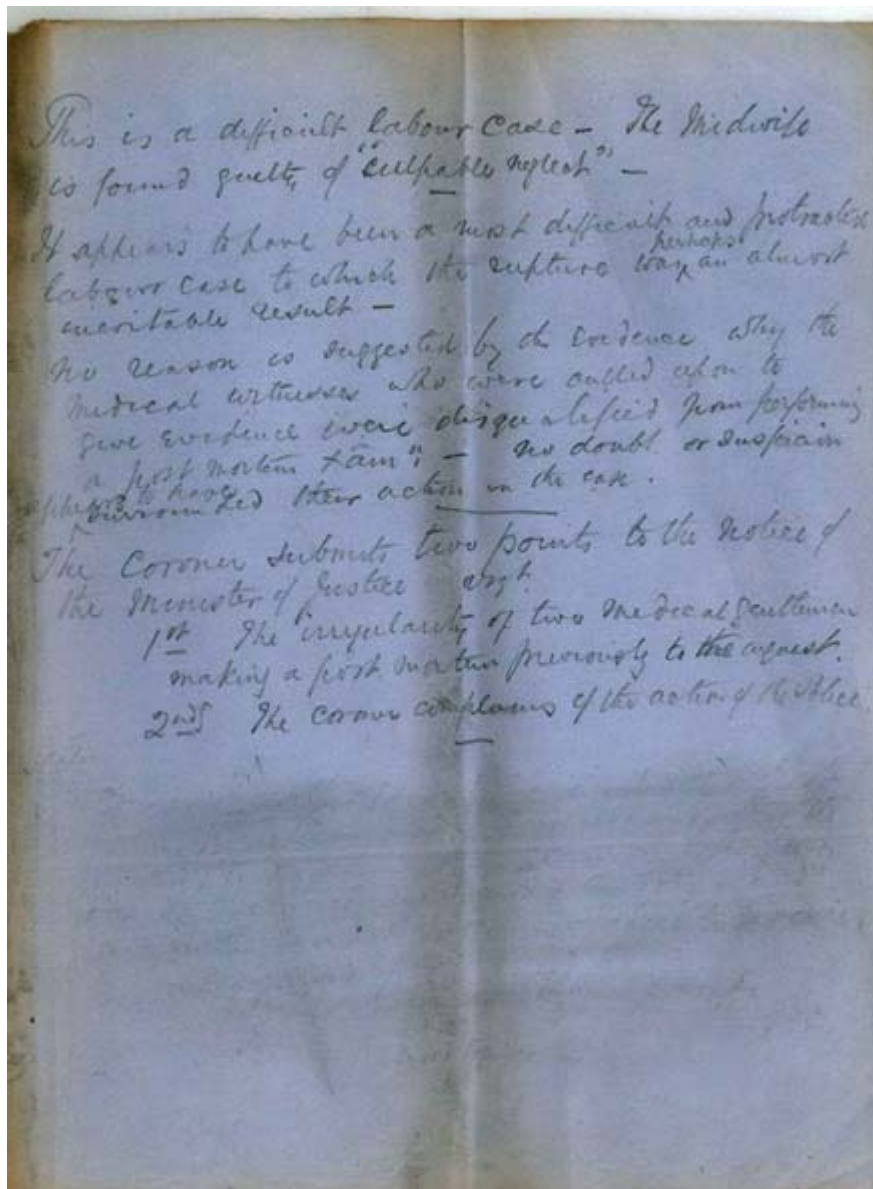 This is a difficult labour case – The Midwife
is found guilty of "culpable neglect" –
It appears to have been a most difficult and protracted
labour case to which the rupture was perhaps an almost
inevitable result –
No reason is suggested by the evidence why the
medical witnesses who were called upon to
give evidence were disqualified from performing
a post mortem Exam": – no doubt or suspicion
appears to have surrounded their action in the case.
The Coroner submits two points to the notice of
the Minister of Justice
1st The "irregularity of two medical gentlemen
making a post mortem previously to the inquest.
2nd The coroner complains of the action of the Police.